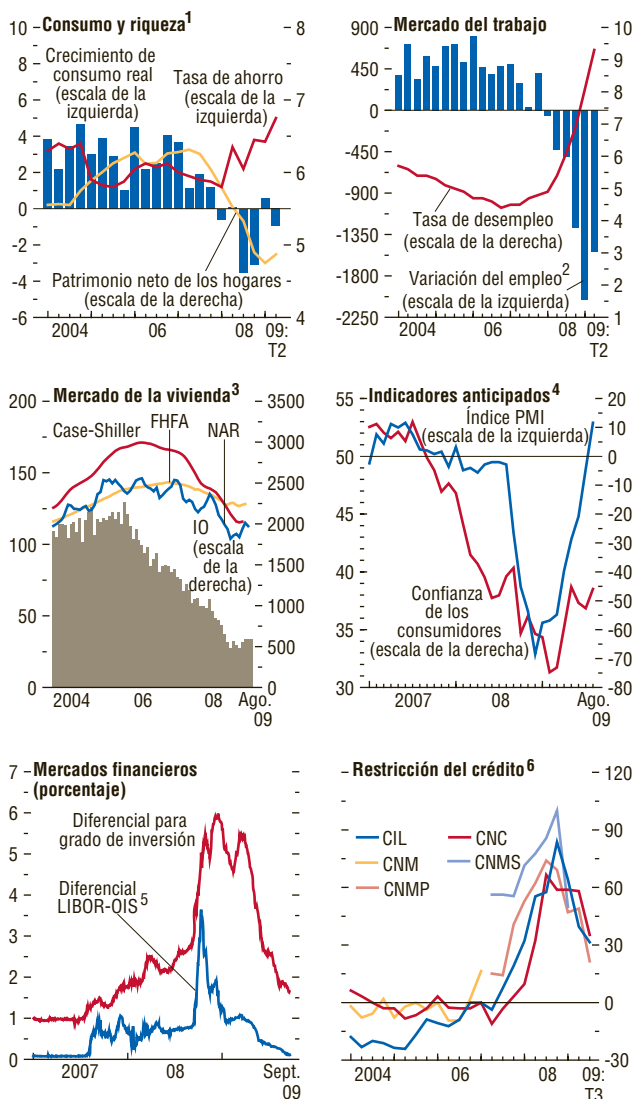 Consumo y riqueza1
10
8
6
4
2
0
-2
-4
-6
8
7
6
5
4
Crecimiento de
consumo real
(escala de la
izquierda)
Tasa de ahorro
(escala de la
izquierda)
Patrimonio neto de los hogares
(escala de la derecha)
2004
06
08
09:
T2
Mercado del trabajo
900
450
0
-450
-900
-1350
-1800
-2250
10
9
8
7
6
5
4
3
2
1
Tasa de desempleo
(escala de la derecha)
Variación del empleo2
(escala de la izquierda)
2004
06
08
09:
T2
Mercado de la vivienda3
200
150
100
50
0
3500
3000
2500
2000
1500
1000
500
0
Case-Shiller
FHFA
NAR
IO
(escala
de la
derecha)
2004
06
08
Ago.
09
Indicadores anticipados4
55
50
45
40
35
30
20
10
0
-10
-20
-30
-40
-50
-60
-70
-80
Índice PMI
(escala de la izquierda)
Confianza
de los
consumidores
(escala de la derecha)
2007
08
Ago.
09
Mercados financieros
(porcentaje)
7
6
5
4
3
2
1
0
Diferencial para
grado de inversión
Diferencial
LIBOR-OIS5
2007
08
Sept.
09
Restricción del crédito6
120
90
60
30
0
-30
CIL
CNC
CNM
CNMS
CNMP
2004
06
08
09:
T3